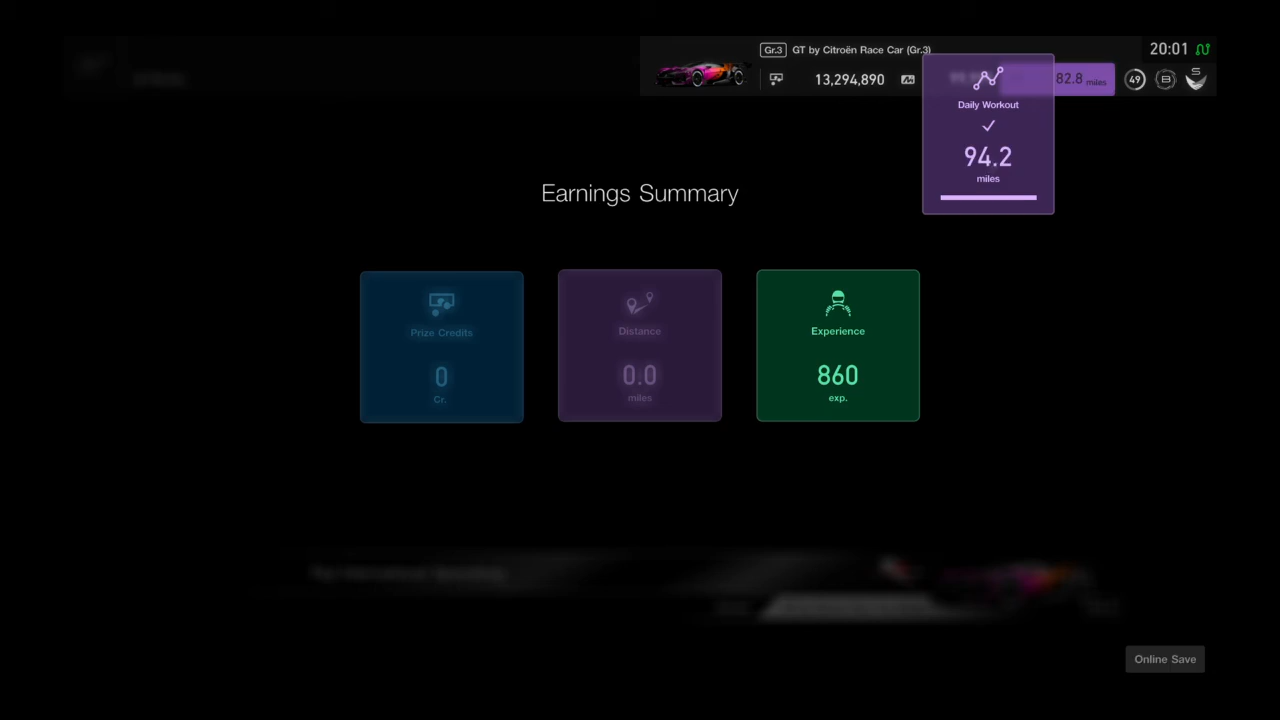 Gr.3 GT by Citroën Race Car (Gr.3)
20:01
13,294,890
82.8 miles
49
B
S
Daily Workout
94.2
miles
Earnings Summary
Prize Credits
0
Cr.
Distance
0.0
miles
Experience
860
exp.
Online Save